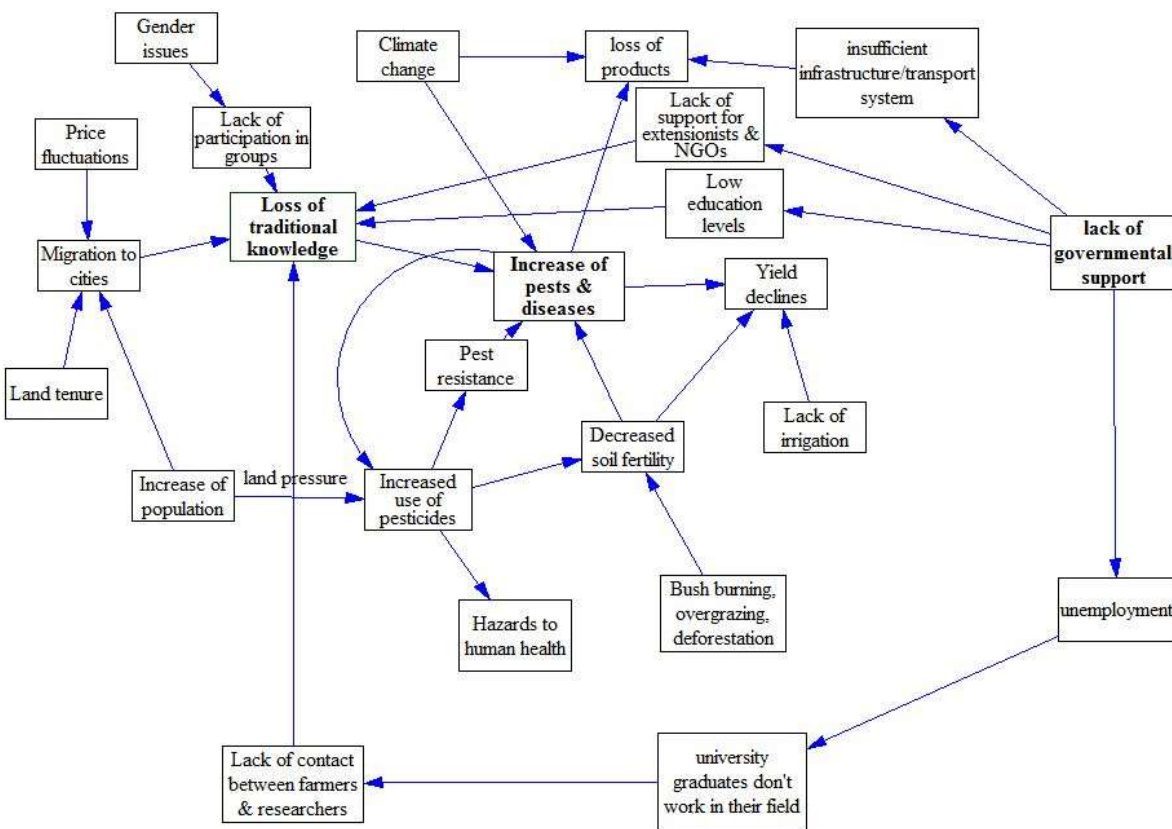 Gender
issues
Climate
change
loss of
products
insufficient
infrastructure/transport
system
Price
fluctuations
Lack of
participation in
groups
Lack of
support for
extensionists &
NGOs
Loss of
traditional
knowledge
Low
education
levels
lack of
governmental
support
Migration to
cities
Increase of
pests &
diseases
Yield
declines
Pest
resistance
Land tenure
Lack of
irrigation
Decreased
soil fertility
Increase of
population
land pressure
Increased
use of
pesticides
Bush burning,
overgrazing,
deforestation
Hazards to
human health
unemployment
Lack of contact
between farmers
& researchers
university
graduates don't
work in their field